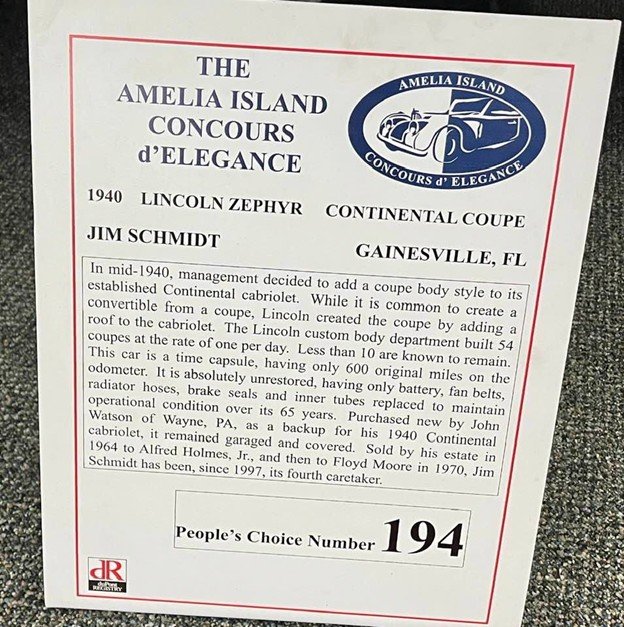 THE
AMELIA ISLAND
CONCOURS
d'ELEGANCE
AMELIA ISLAND
CONCOURS d' ELEGANCE
1940 LINCOLN ZEPHYR CONTINENTAL COUPE
JIM SCHMIDT GAINESVILLE, FL
In mid-1940, management decided to add a coupe body style to its
established Continental cabriolet. While it is common to create a
convertible from a coupe, Lincoln created the coupe by adding a
roof to the cabriolet. The Lincoln custom body department built 54
coupes at the rate of one per day. Less than 10 are known to remain.
This car is a time capsule, having only 600 original miles on the
odometer. It is absolutely unrestored, having only battery, fan belts,
radiator hoses, brake seals and inner tubes replaced to maintain
operational condition over its 65 years. Purchased new by John
Watson of Wayne, PA, as a backup for his 1940 Continental
cabriolet, it remained garaged and covered. Sold by his estate in
1964 to Alfred Holmes, Jr., and then to Floyd Moore in 1970, Jim
Schmidt has been, since 1997, its fourth caretaker.
People's Choice Number 194
dR
duPont
REGISTRY